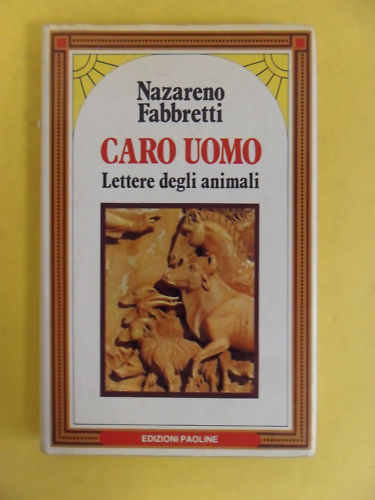 Nazareno
Fabbretti
CARO UOMO
Lettere degli animali
EDIZIONI PAOLINE